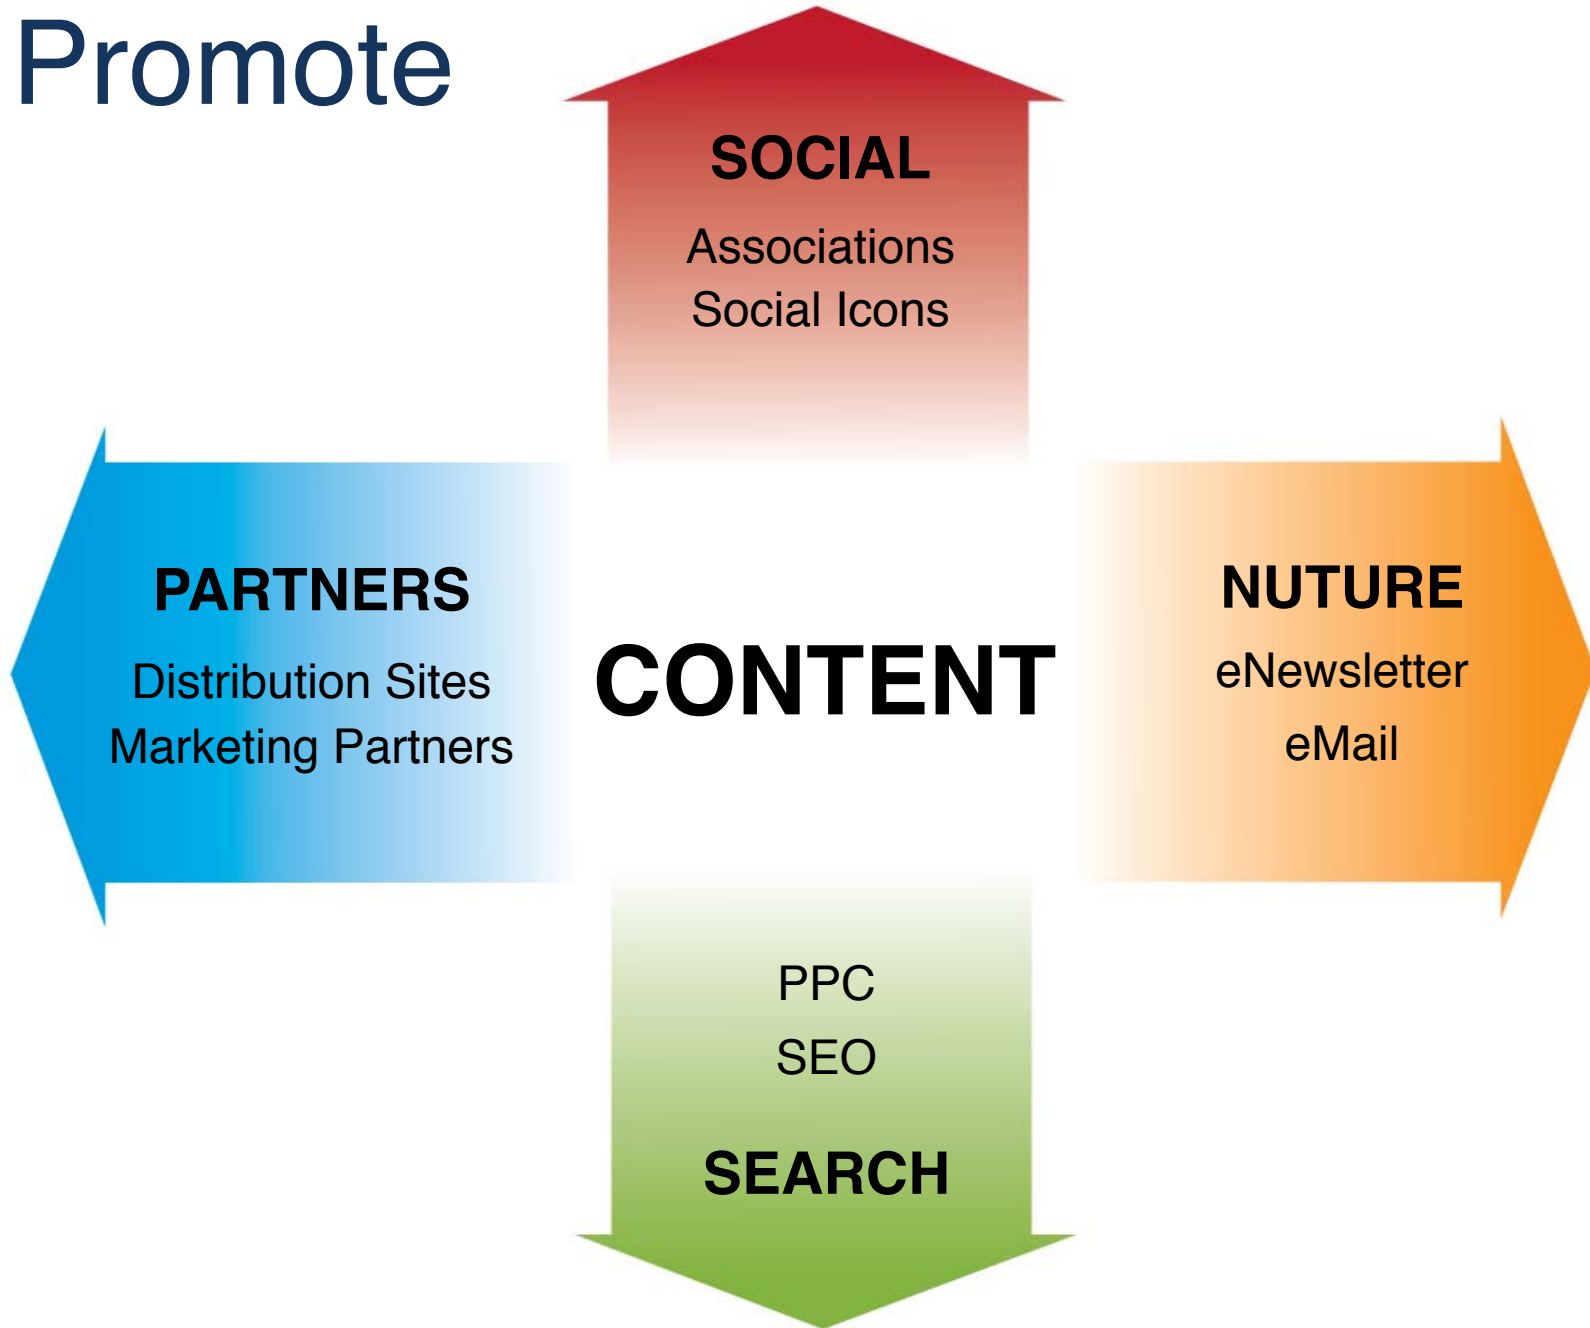 Promote
SOCIAL
Associations
Social Icons
PARTNERS
Distribution Sites
Marketing Partners
CONTENT
NUTURE
eNewsletter
eMail
PPC
SEO
SEARCH